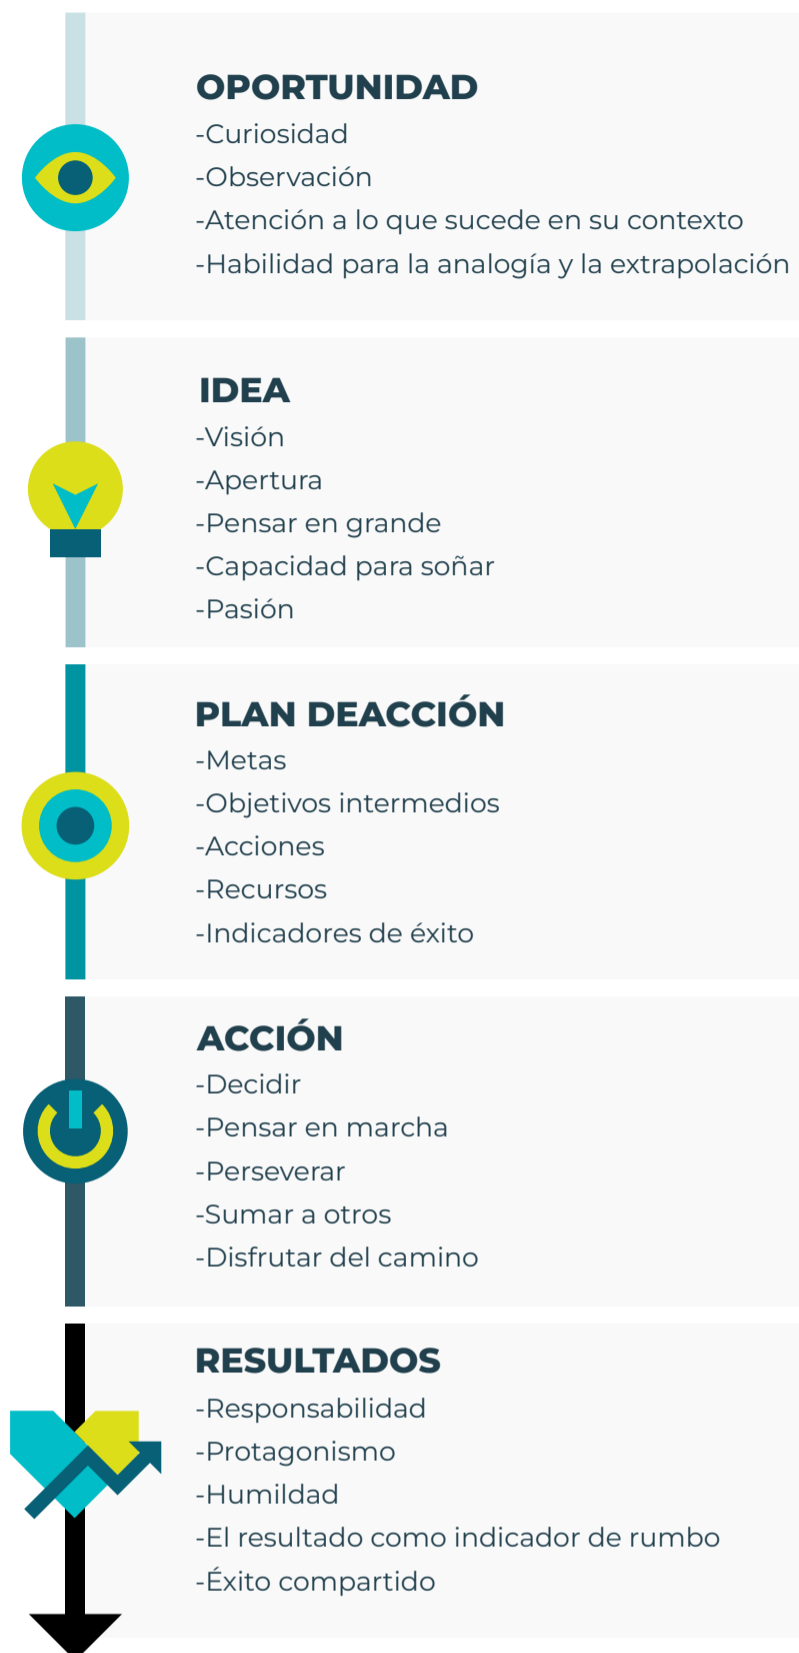 OPORTUNIDAD
-Curiosidad
-Observación
-Atención a lo que sucede en su contexto
-Habilidad para la analogía y la extrapolación
IDEA
-Visión
-Apertura
-Pensar en grande
-Capacidad para soñar
-Pasión
PLAN DEACCIÓN
-Metas
-Objetivos intermedios
-Acciones
-Recursos
-Indicadores de éxito
ACCIÓN
-Decidir
-Pensar en marcha
-Perseverar
-Sumar a otros
-Disfrutar del camino
RESULTADOS
-Responsabilidad
-Protagonismo
-Humildad
-El resultado como indicador de rumbo
-Éxito compartido